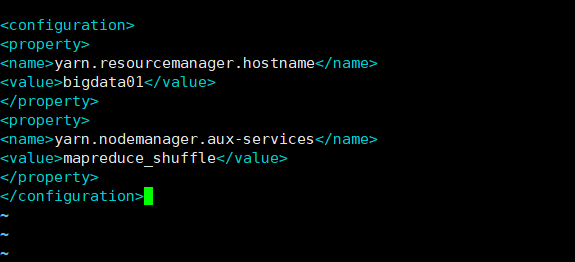 <configuration>
<property>
<name>yarn.resourcemanager.hostname</name>
<value>bigdata01</value>
</property>
<property>
<name>yarn.nodemanager.aux-services</name>
<value>mapreduce_shuffle</value>
</property>
</configuration>
~
~
~